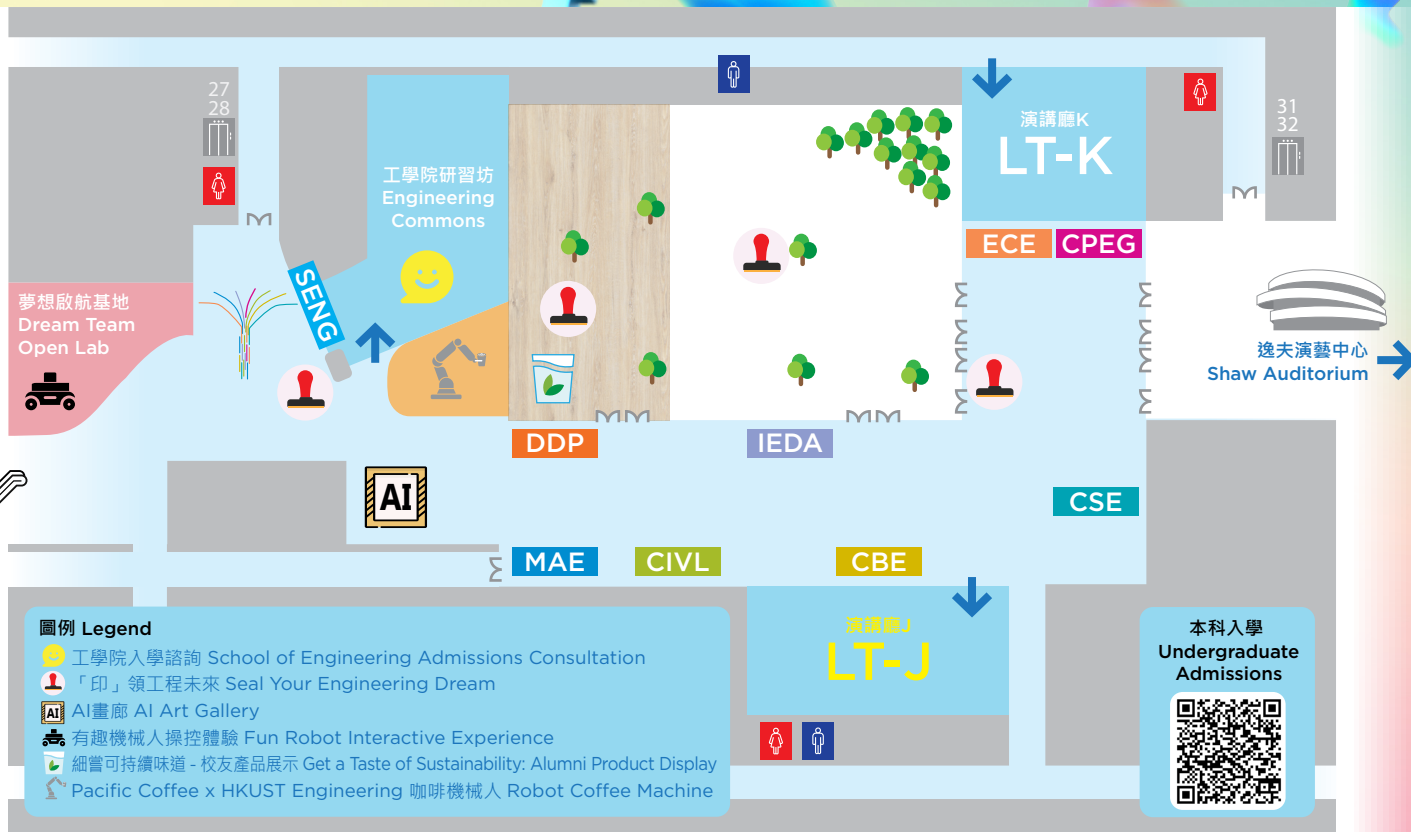 27
28
工學院研習坊
Engineering
Commons
演講廳K
LT-K
31
32
ECE
CPEG
SENG
夢想啟航基地
Dream Team
Open Lab
逸夫演藝中心
Shaw Auditorium
DDP
IEDA
AI
CSE
MAE
CIVL
CBE
演講廳J
LT-J
圖例 Legend
工學院入學諮詢 School of Engineering Admissions Consultation
「印」領工程未來 Seal Your Engineering Dream
AI
AI畫廊 AI Art Gallery
有趣機械人操控體驗 Fun Robot Interactive Experience
細嘗可持續味道 - 校友產品展示 Get a Taste of Sustainability: Alumni Product Display
Pacific Coffee x HKUST Engineering 咖啡機械人 Robot Coffee Machine
本科入學
Undergraduate
Admissions